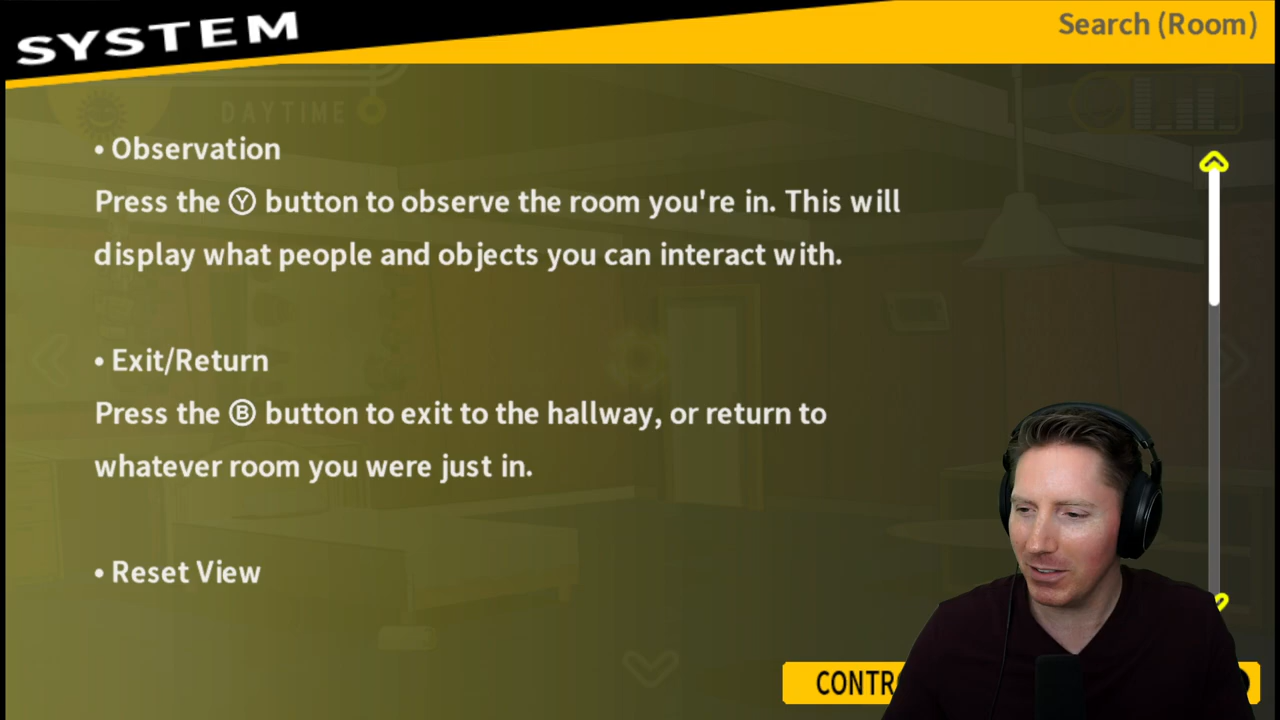 SYSTEM
Search (Room)
DAYTIME
• Observation
Press the Ⓨ button to observe the room you're in. This will
display what people and objects you can interact with.
• Exit/Return
Press the Ⓑ button to exit to the hallway, or return to
whatever room you were just in.
• Reset View